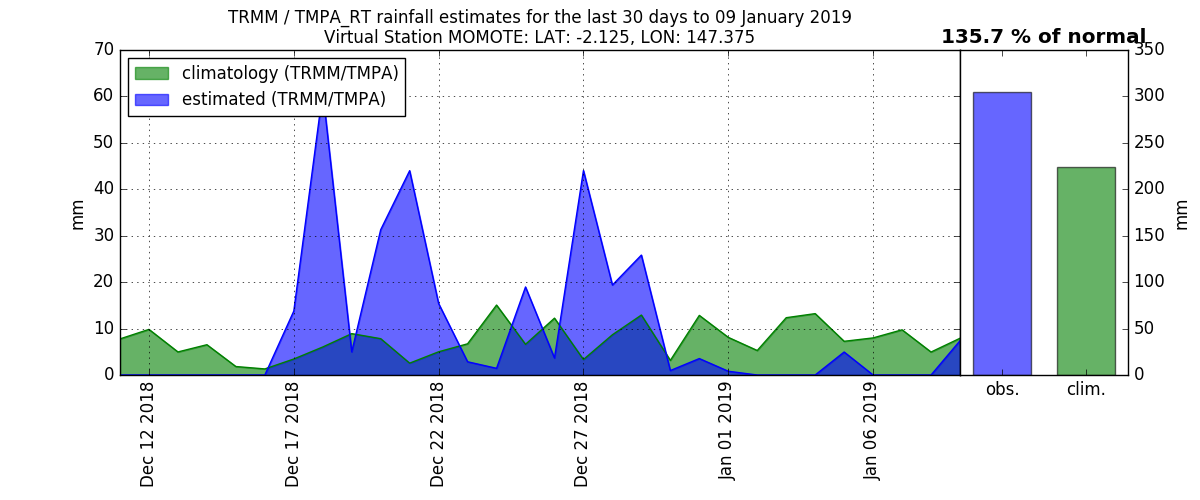 TRMM / TMPA_RT rainfall estimates for the last 30 days to 09 January 2019
Virtual Station MOMOTE: LAT: -2.125, LON: 147.375
135.7 % of normal
climatology (TRMM/TMPA)
estimated (TRMM/TMPA)
70
60
50
40
30
20
10
0
mm
Dec 12 2018
Dec 17 2018
Dec 22 2018
Dec 27 2018
Jan 01 2019
Jan 06 2019
obs.
clim.
350
300
250
200
150
100
50
0
mm